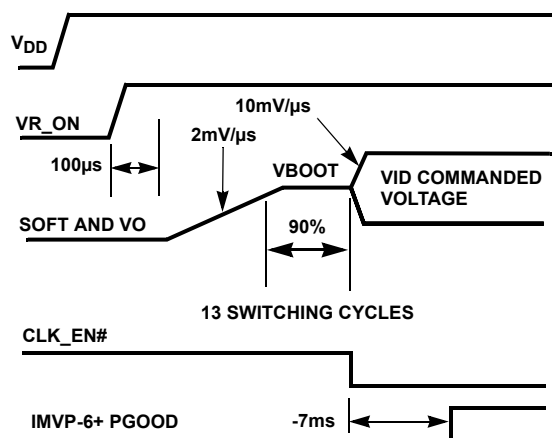 VDD
VR_ON
10mV/µs
2mV/µs
100µs
VBOOT
VID COMMANDED
VOLTAGE
SOFT AND VO
90%
13 SWITCHING CYCLES
CLK_EN#
IMVP-6+ PGOOD
-7ms